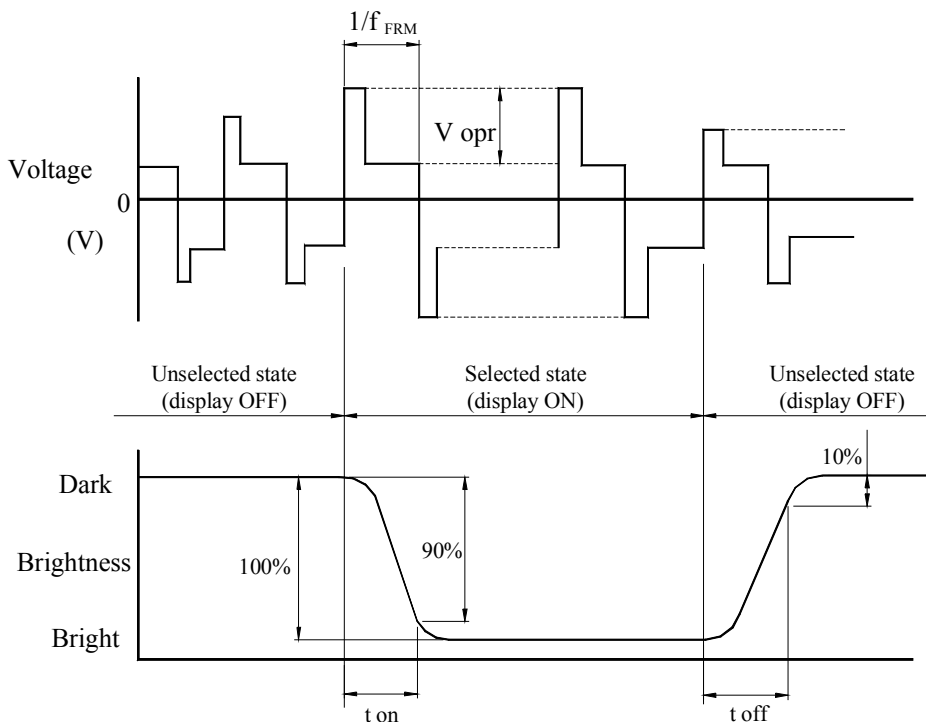 1/f FRM
V opr
Voltage
0
(V)
Unselected state
(display OFF)
Selected state
(display ON)
Unselected state
(display OFF)
Dark
10%
90%
100%
Brightness
Bright
t on
t off